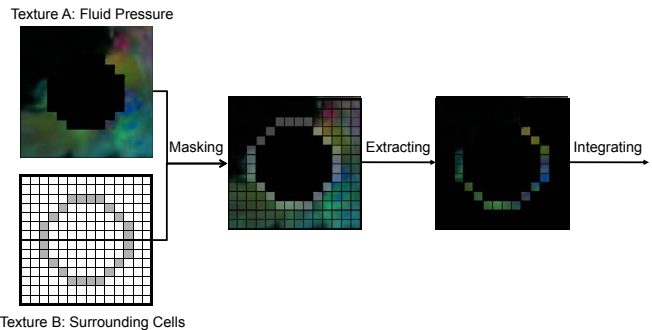 Texture A: Fluid Pressure
Masking
Extracting
Integrating
Texture B: Surrounding Cells